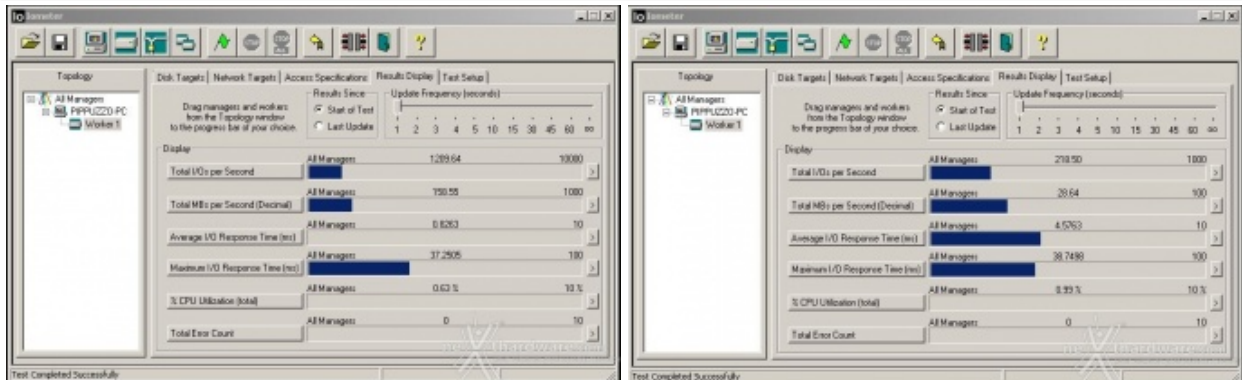 Iometer
Topology
All Managers
PIPPUZZO-PC
Worker 1
Disk Targets | Network Targets | Access Specifications | Results Display | Test Setup
Drag managers and workers
from the Topology window
to the progress bar of your choice.
Results Since
Start of Test
Last Update
Update Frequency (seconds)
1 2 3 4 5 10 15 30 45 60 ∞
Display
All Managers 10000
Total I/Os per Second
All Managers 1000
Total MBs per Second (Decimal)
All Managers 0.8263 10
Average I/O Response Time (ms)
All Managers 37.2905 100
Maximum I/O Response Time (ms)
All Managers 0.63 % 10 %
% CPU Utilization (total)
All Managers 0 10
Total Error Count
Test Completed Successfully
Iometer
Topology
All Managers
PIPPUZZO-PC
Worker 1
Disk Targets | Network Targets | Access Specifications | Results Display | Test Setup
Drag managers and workers
from the Topology window
to the progress bar of your choice.
Results Since
Start of Test
Last Update
Update Frequency (seconds)
1 2 3 4 5 10 15 30 45 60 ∞
Display
All Managers 218.50 1000
Total I/Os per Second
All Managers 28.64 100
Total MBs per Second (Decimal)
All Managers 4.5763 10
Average I/O Response Time (ms)
All Managers 38.7498 100
Maximum I/O Response Time (ms)
All Managers 0.99 % 10 %
% CPU Utilization (total)
All Managers 0 10
Total Error Count
Test Completed Successfully